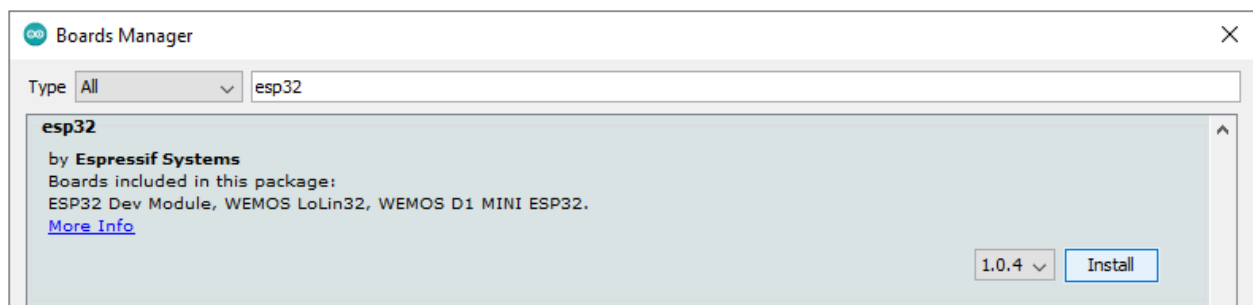 Boards Manager
Type All esp32
esp32
by Espressif Systems
Boards included in this package:
ESP32 Dev Module, WEMOS LoLin32, WEMOS D1 MINI ESP32.
More Info
1.0.4 Install